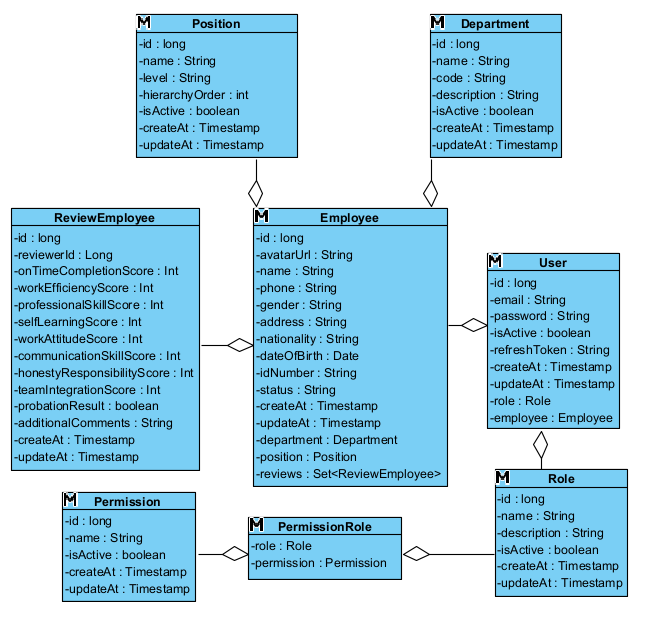 Position
-id : long
-name : String
-level : String
-hierarchyOrder : int
-isActive : boolean
-createAt : Timestamp
-updateAt : Timestamp
Department
-id : long
-name : String
-code : String
-description : String
-isActive : boolean
-createAt : Timestamp
-updateAt : Timestamp
ReviewEmployee
-id : long
-reviewerId : Long
-onTimeCompletionScore : Int
-workEfficiencyScore : Int
-professionalSkillScore : Int
-selfLearningScore : Int
-workAttitudeScore : Int
-communicationSkillScore : Int
-honestyResponsibilityScore : Int
-teamIntegrationScore : Int
-probationResult : boolean
-additionalComments : String
-createAt : Timestamp
-updateAt : Timestamp
Employee
-id : long
-avatarUrl : String
-name : String
-phone : String
-gender : String
-address : String
-nationality : String
-dateOfBirth : Date
-idNumber : String
-status : String
-createAt : Timestamp
-updateAt : Timestamp
-department : Department
-position : Position
-reviews : Set<ReviewEmployee>
User
-id : long
-email : String
-password : String
-isActive : boolean
-refreshToken : String
-createAt : Timestamp
-updateAt : Timestamp
-role : Role
-employee : Employee
Permission
-id : long
-name : String
-isActive : boolean
-createAt : Timestamp
-updateAt : Timestamp
PermissionRole
-role : Role
-permission : Permission
Role
-id : long
-name : String
-description : String
-isActive : boolean
-createAt : Timestamp
-updateAt : Timestamp